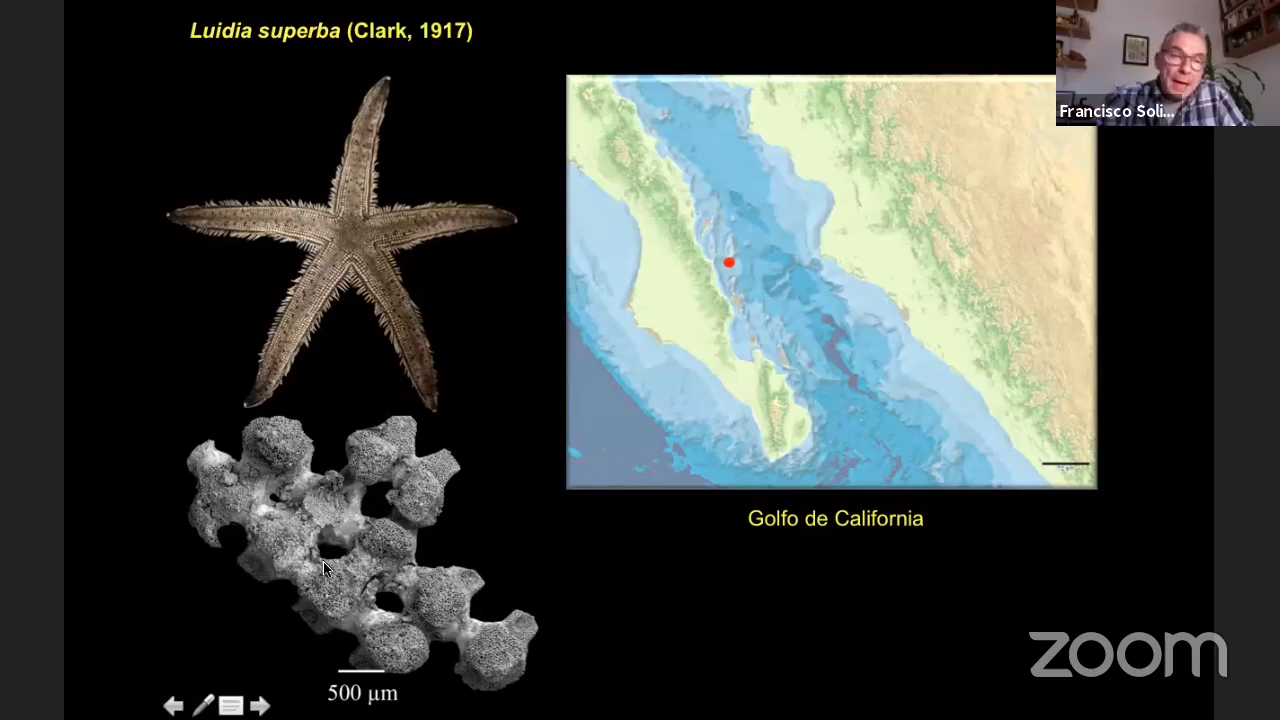 Luidia superba (Clark, 1917)
Francisco Soli...
Golfo de California
500 µm
zoom